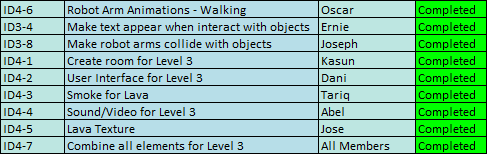 ID4-6 Robot Arm Animations - Walking Oscar Completed
ID3-4 Make text appear when interact with objects Ernie Completed
ID3-8 Make robot arms collide with objects Joseph Completed
ID4-1 Create room for Level 3 Kasun Completed
ID4-2 User Interface for Level 3 Dani Completed
ID4-3 Smoke for Lava Tariq Completed
ID4-4 Sound/Video for Level 3 Abel Completed
ID4-5 Lava Texture Jose Completed
ID4-7 Combine all elements for Level 3 All Members Completed